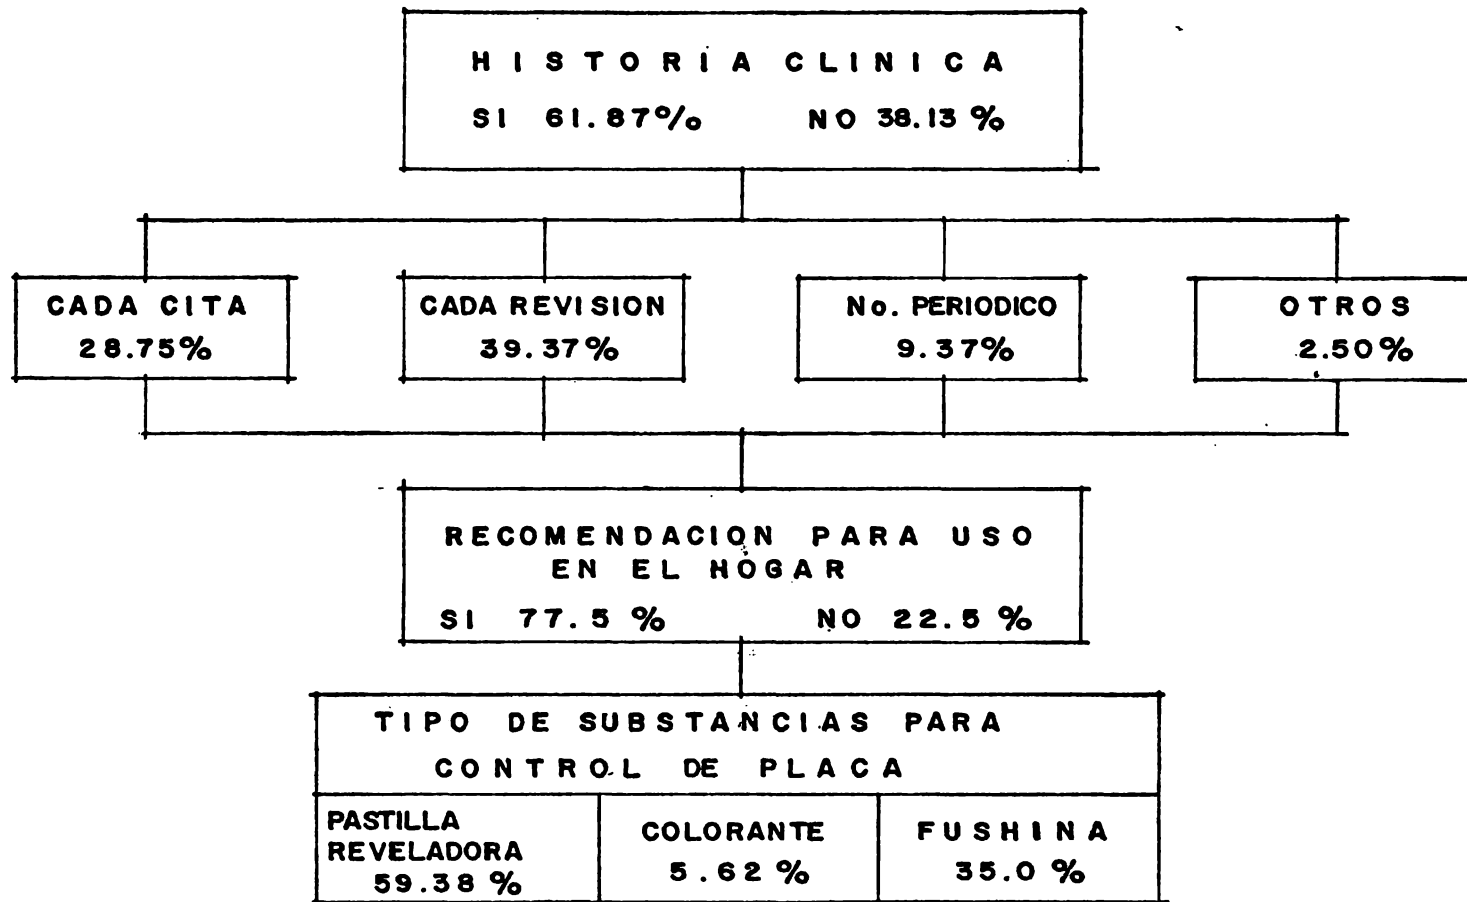 HISTORIA CLINICA
SI 61.87% NO 38.13 %
CADA CITA
28.75%
CADA REVISION
39.37%
No. PERIODICO
9.37%
OTROS
2.50%
RECOMENDACION PARA USO
EN EL HOGAR
SI 77.5 % NO 22.5 %
TIPO DE SUBSTANCIAS PARA
CONTROL DE PLACA
PASTILLA
REVELADORA
59.38 %
COLORANTE
5.62 %
FUSHINA
35.0 %